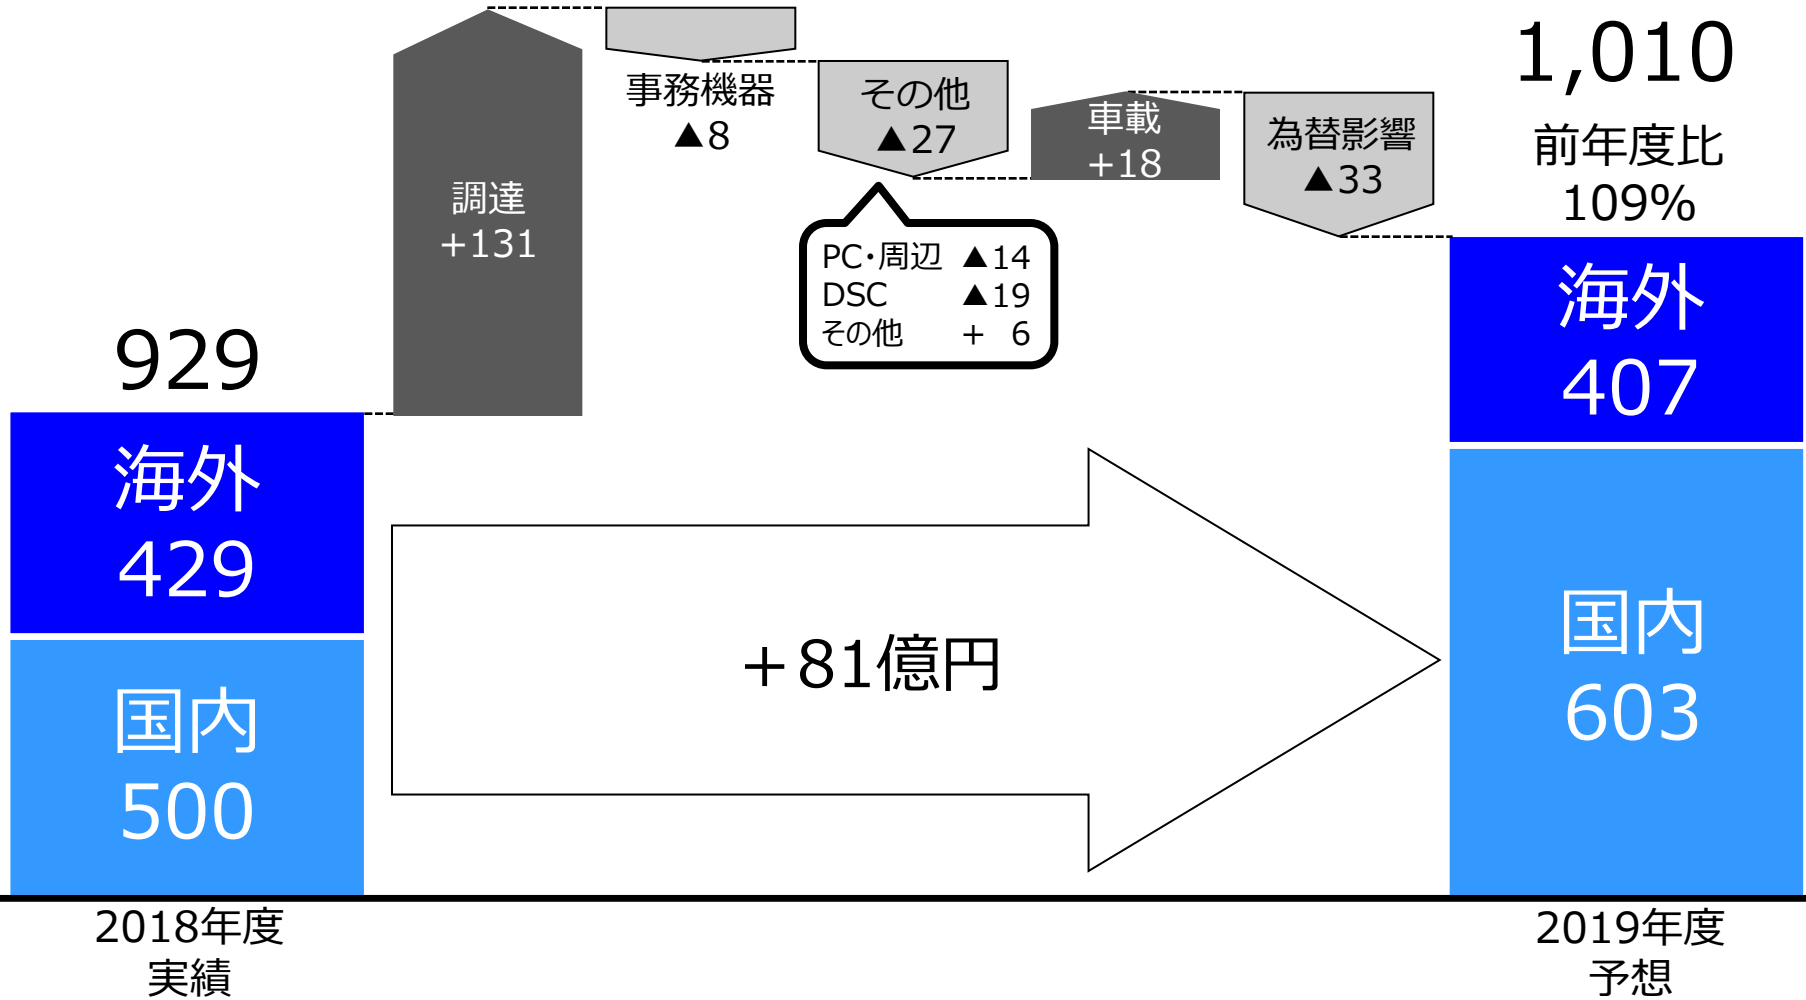 929
海外
429
国内
500
2018年度
実績
調達
+131
事務機器
▲8
その他
▲27
PC・周辺 ▲14
DSC ▲19
その他 + 6
車載
+18
為替影響
▲33
+81億円
1,010
前年度比
109%
海外
407
国内
603
2019年度
予想